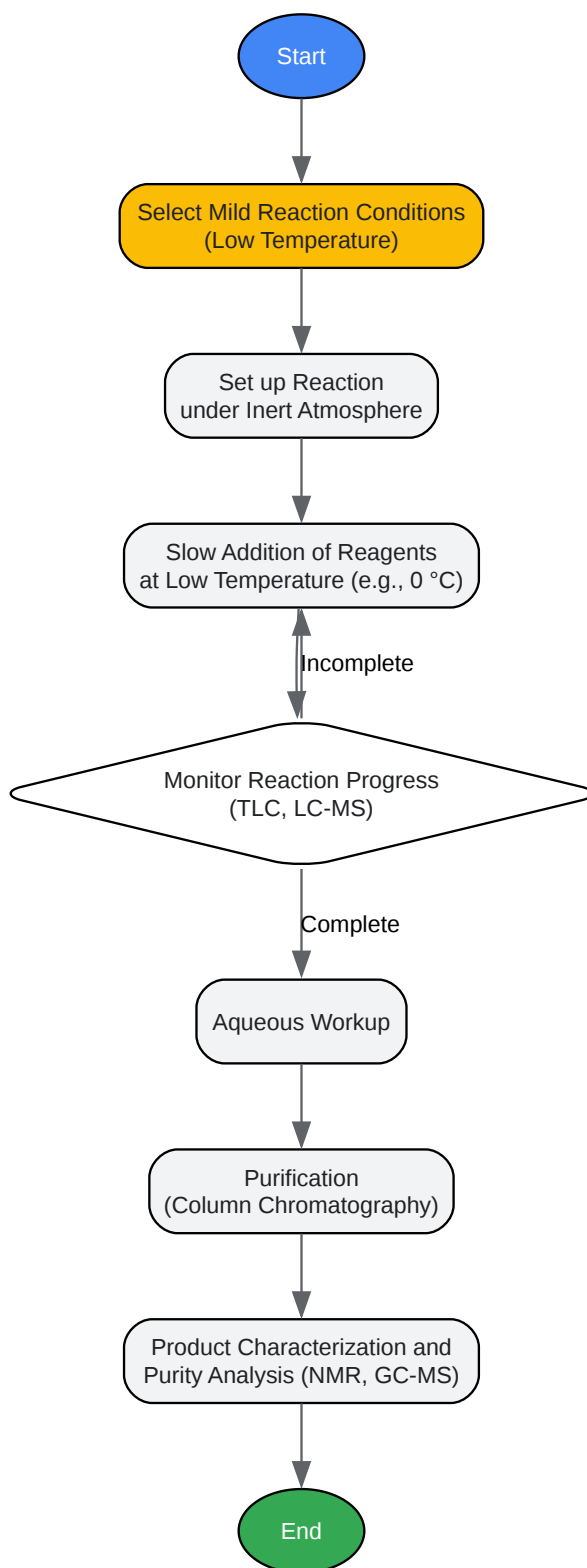 Start
Select Mild Reaction Conditions
(Low Temperature)
Set up Reaction
under Inert Atmosphere
Slow Addition of Reagents
at Low Temperature (e.g., 0 °C)
Incomplete
Monitor Reaction Progress
(TLC, LC-MS)
Complete
Aqueous Workup
Purification
(Column Chromatography)
Product Characterization and
Purity Analysis (NMR, GC-MS)
End